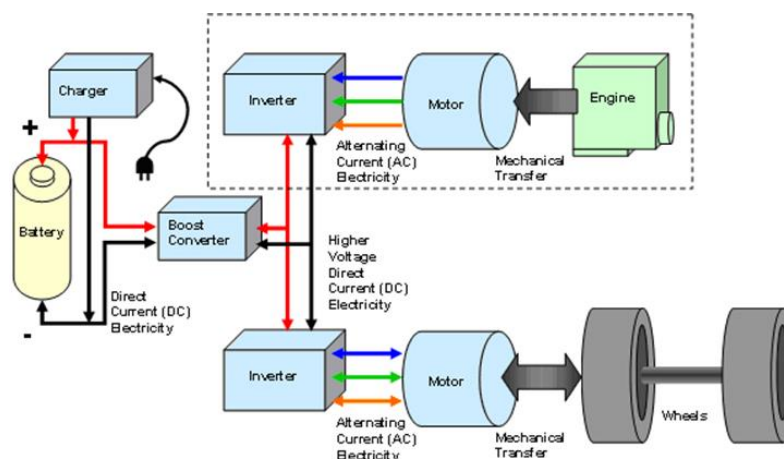 Charger
+
Battery
-
Direct
Current (DC)
Electricity
Boost
Converter
Inverter
Alternating
Current (AC)
Electricity
Motor
Mechanical
Transfer
Engine
Higher
Voltage
Direct
Current (DC)
Electricity
Inverter
Alternating
Current (AC)
Electricity
Motor
Mechanical
Transfer
Wheels